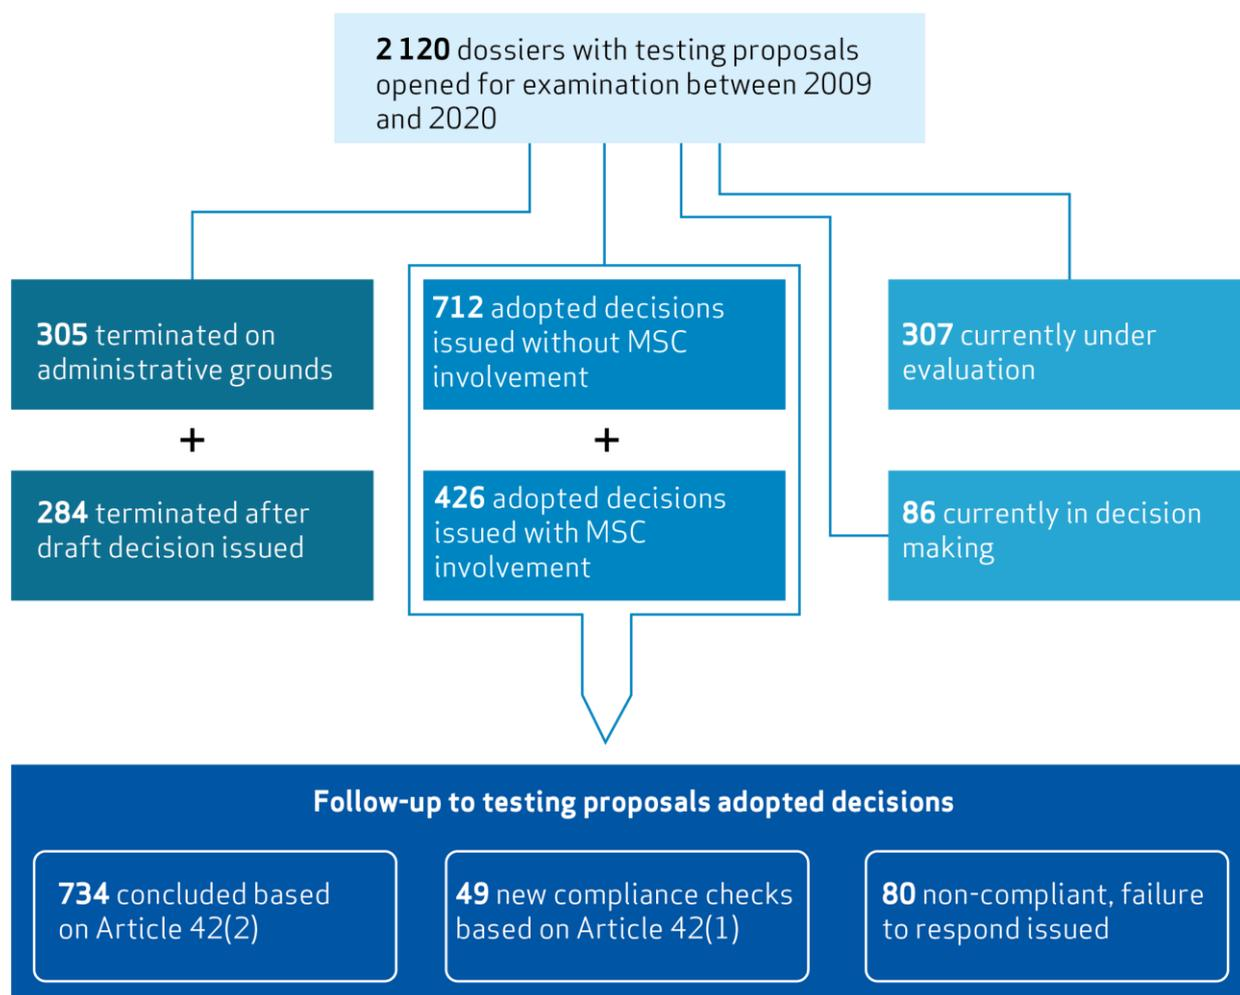 2 120 dossiers with testing proposals
opened for examination between 2009
and 2020
305 terminated on
administrative grounds
+
284 terminated after
draft decision issued
712 adopted decisions
issued without MSC
involvement
+
426 adopted decisions
issued with MSC
involvement
307 currently under
evaluation
86 currently in decision
making
Follow-up to testing proposals adopted decisions
734 concluded based
on Article 42(2)
49 new compliance checks
based on Article 42(1)
80 non-compliant, failure
to respond issued